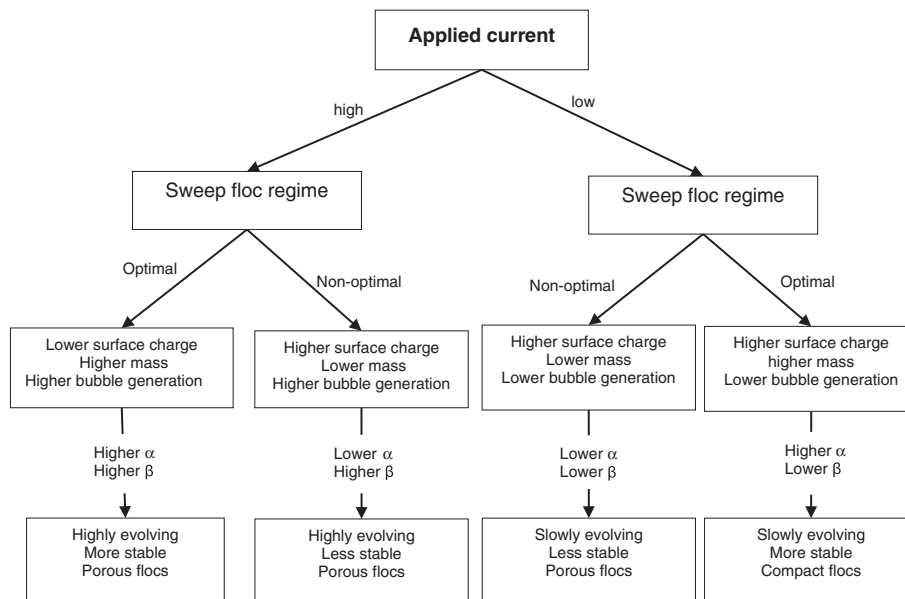 Applied current
high
low
Sweep floc regime
Sweep floc regime
Optimal
Non-optimal
Non-optimal
Optimal
Lower surface charge
Higher mass
Higher bubble generation
Higher surface charge
Lower mass
Higher bubble generation
Higher surface charge
Lower mass
Lower bubble generation
Higher surface charge
higher mass
Lower bubble generation
Higher α
Higher β
Lower α
Higher β
Lower α
Lower β
Higher α
Lower β
Highly evolving
More stable
Porous flocs
Highly evolving
Less stable
Porous flocs
Slowly evolving
Less stable
Porous flocs
Slowly evolving
More stable
Compact flocs